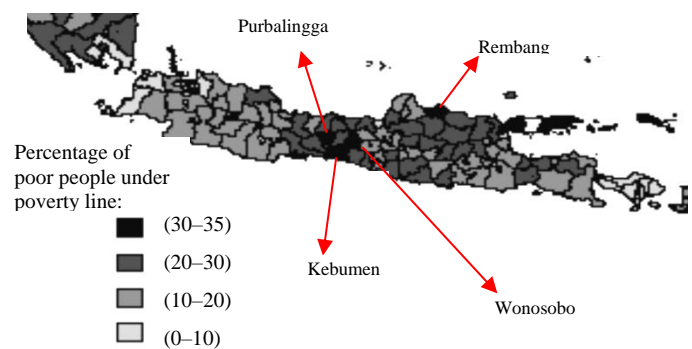 Purbalingga
Rembang
Percentage of
poor people under
poverty line:
(30–35)
(20–30)
(10–20)
(0–10)
Kebumen
Wonosobo